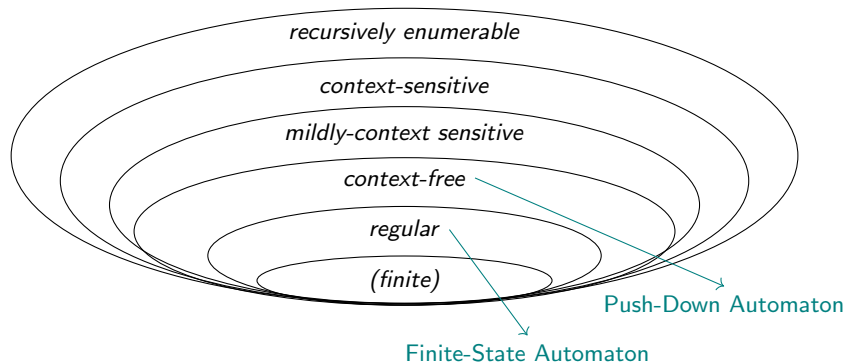 recursively enumerable
context-sensitive
mildly-context sensitive
context-free
regular
(finite)
Push-Down Automaton
Finite-State Automaton